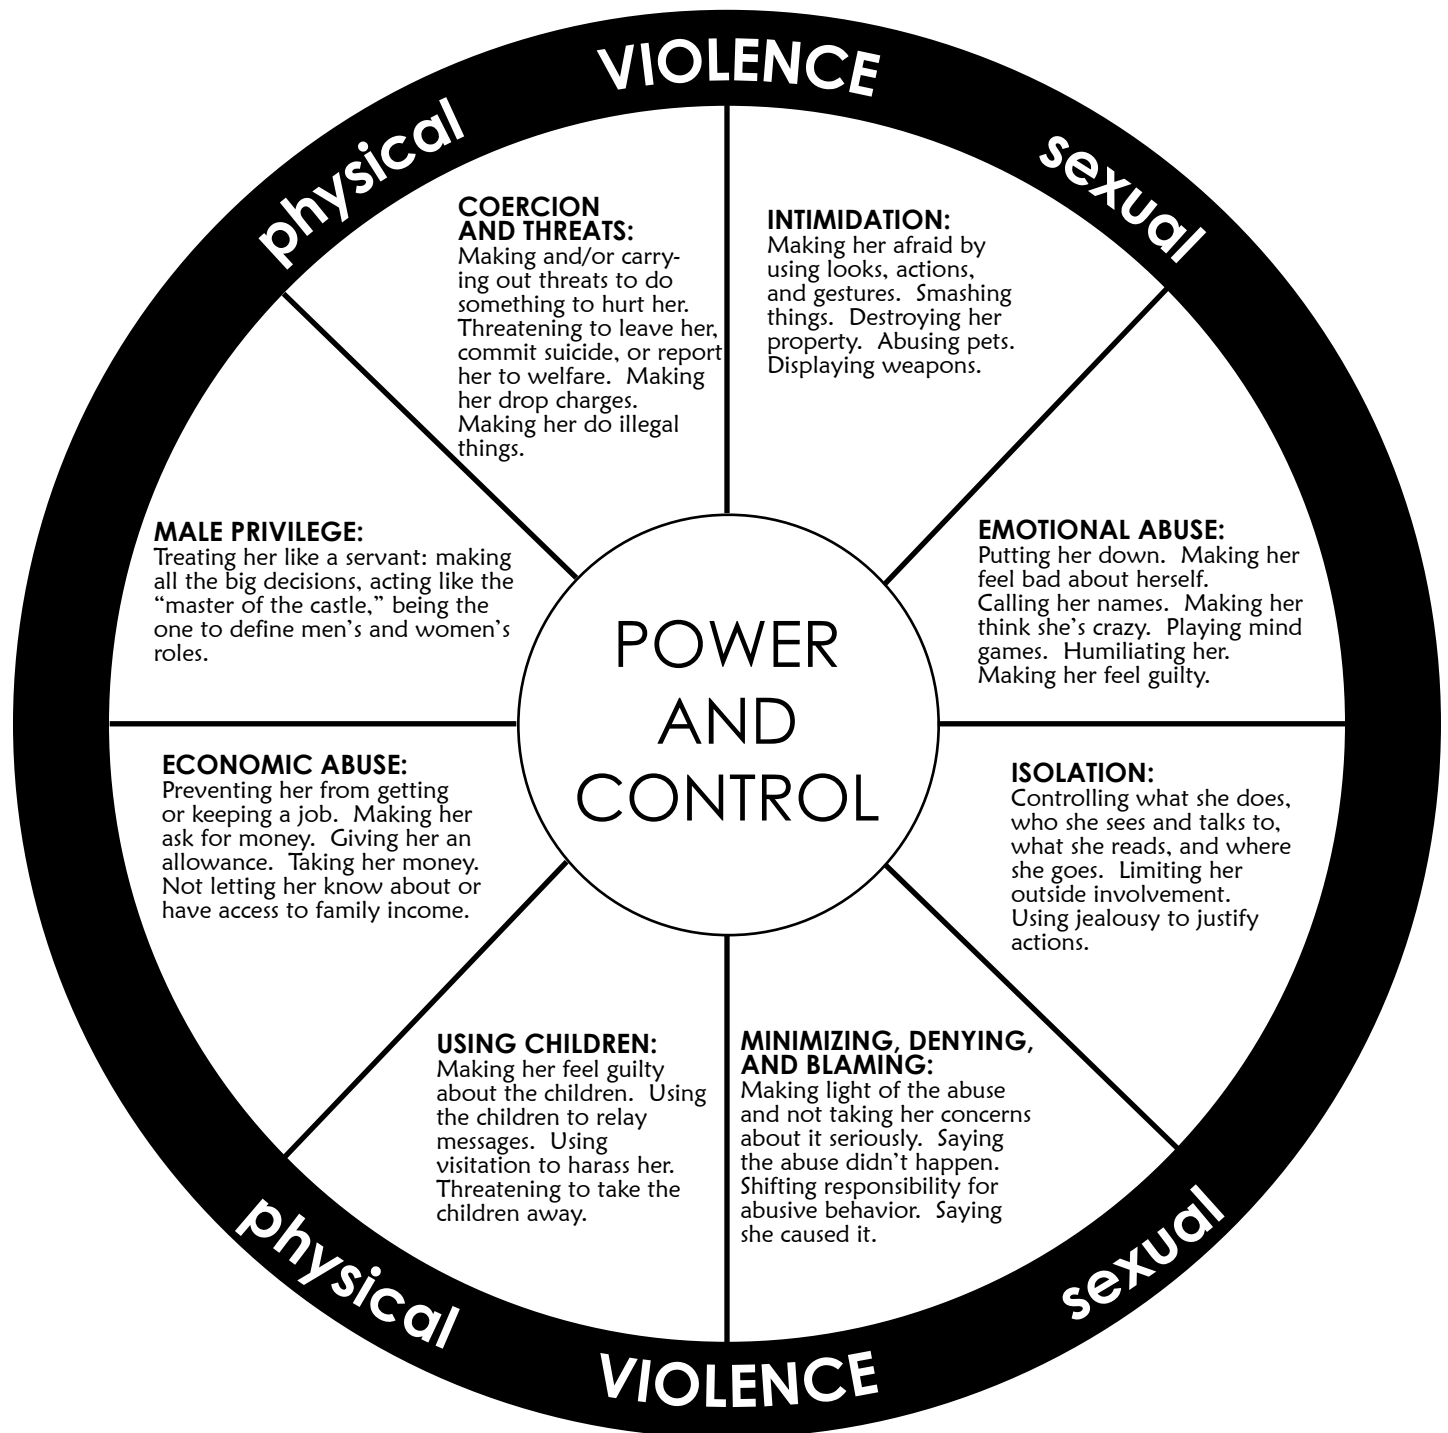 VIOLENCE
physical
sexual
COERCION
AND THREATS:
Making and/or carry-
ing out threats to do
something to hurt her.
Threatening to leave her,
commit suicide, or report
her to welfare.  Making
her drop charges.
Making her do illegal
things.
INTIMIDATION:
Making her afraid by
using looks, actions,
and gestures.  Smashing
things.  Destroying her
property.  Abusing pets.
Displaying weapons.
MALE PRIVILEGE:
Treating her like a servant: making
all the big decisions, acting like the
“master of the castle,” being the
one to define men’s and women’s
roles.
EMOTIONAL ABUSE:
Putting her down.  Making her
feel bad about herself.
Calling her names.  Making her
think she’s crazy.  Playing mind
games.  Humiliating her.
Making her feel guilty.
POWER
AND
CONTROL
ECONOMIC ABUSE:
Preventing her from getting
or keeping a job.  Making her
ask for money.  Giving her an
allowance.  Taking her money.
Not letting her know about or
have access to family income.
ISOLATION:
Controlling what she does,
who she sees and talks to,
what she reads, and where
she goes.  Limiting her
outside involvement.
Using jealousy to justify
actions.
USING CHILDREN:
Making her feel guilty
about the children.  Using
the children to relay
messages.  Using
visitation to harass her.
Threatening to take the
children away.
MINIMIZING, DENYING,
AND BLAMING:
Making light of the abuse
and not taking her concerns
about it seriously.  Saying
the abuse didn’t happen.
Shifting responsibility for
abusive behavior.  Saying
she caused it.
physical
sexual
VIOLENCE